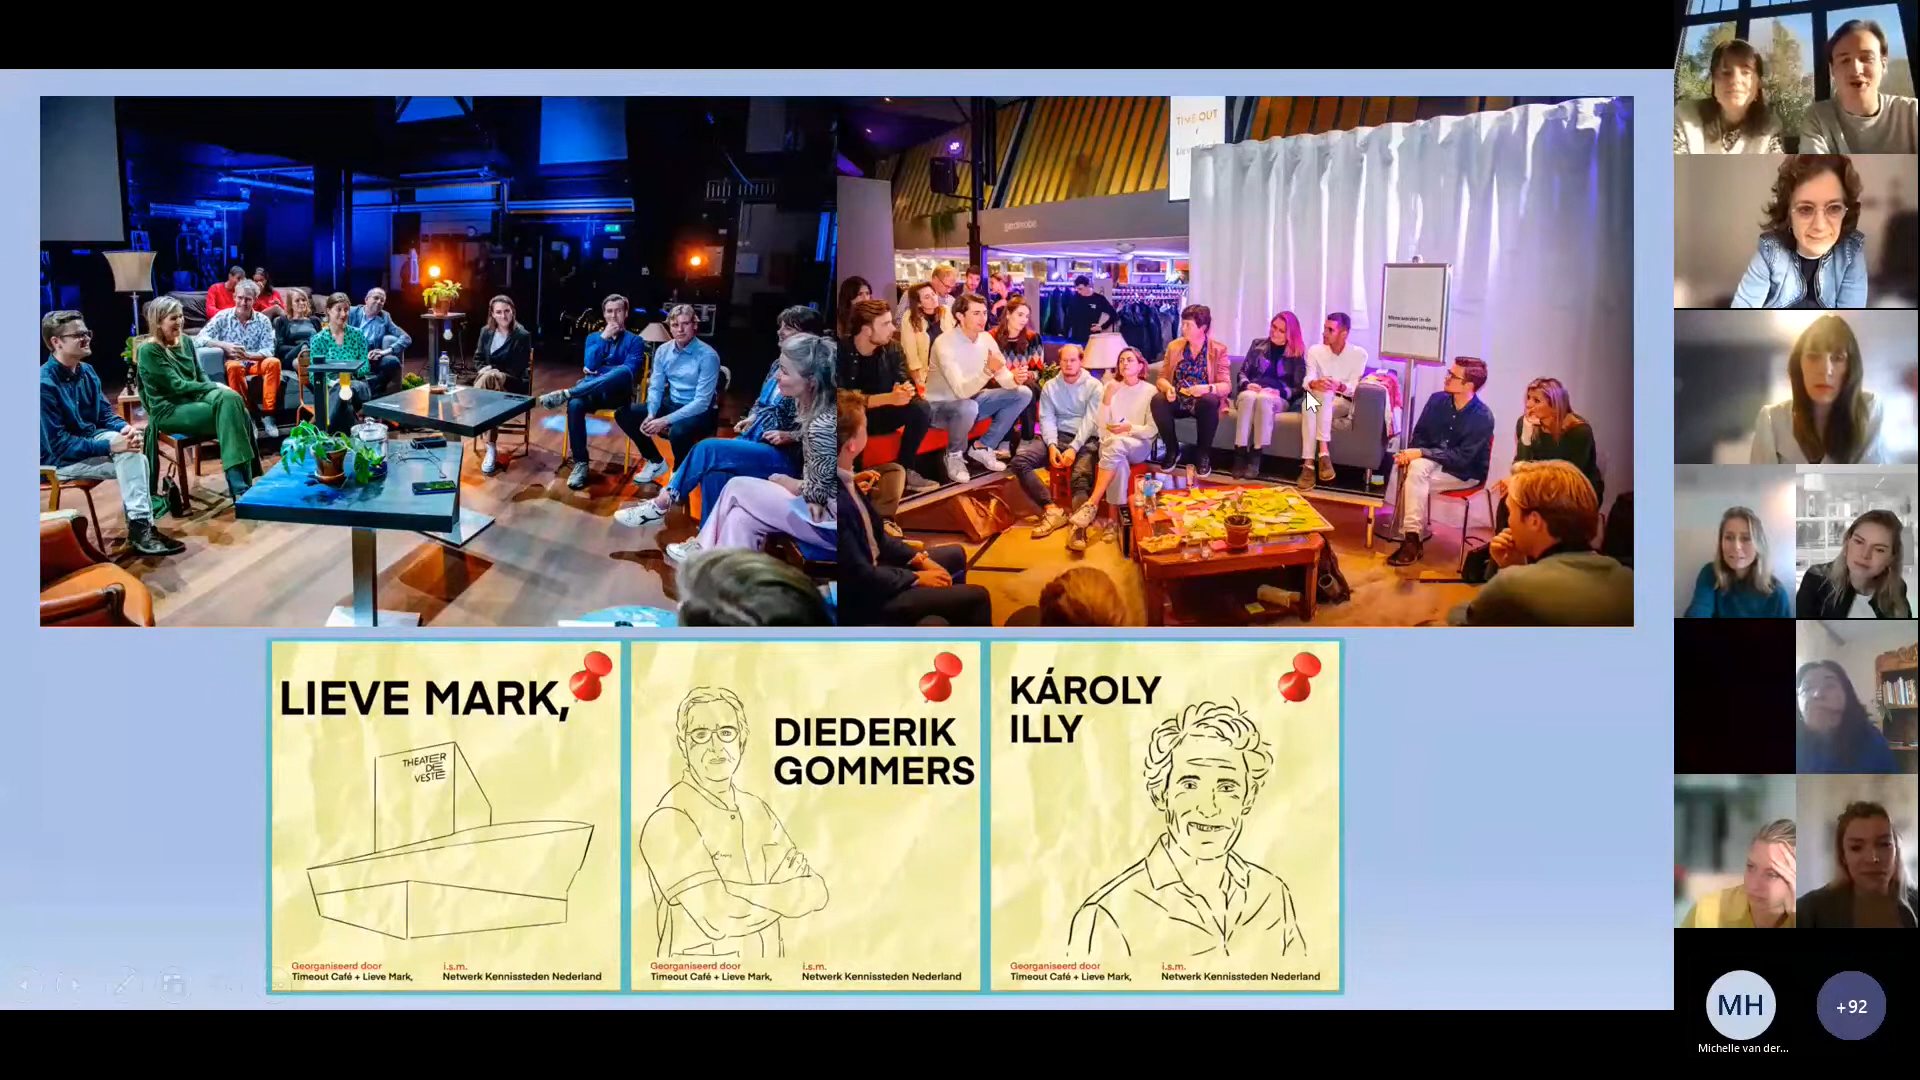 TIME OUT
garderobe
LIEVE MARK,
THEATER
DE
VESTE
Georganiseerd door
Timeout Café + Lieve Mark,
i.s.m.
Netwerk Kennissteden Nederland
DIEDERIK
GOMMERS
Georganiseerd door
Timeout Café + Lieve Mark,
i.s.m.
Netwerk Kennissteden Nederland
KÁROLY
ILLY
Georganiseerd door
Timeout Café + Lieve Mark,
i.s.m.
Netwerk Kennissteden Nederland
MH
+92
Michelle van der...